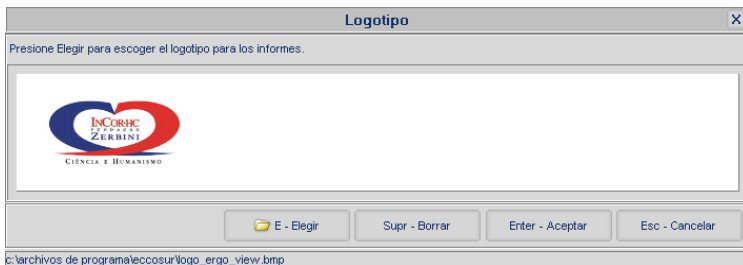 Logotipo
X
Presione Elegir para escoger el logotipo para los informes.
INCOR·HC
FUNDAÇÃO
ZERBINI
CIÊNCIA E HUMANISMO
E - Elegir
Supr - Borrar
Enter - Aceptar
Esc - Cancelar
c:\archivos de programa\eccosur\logo_ergo_view.bmp